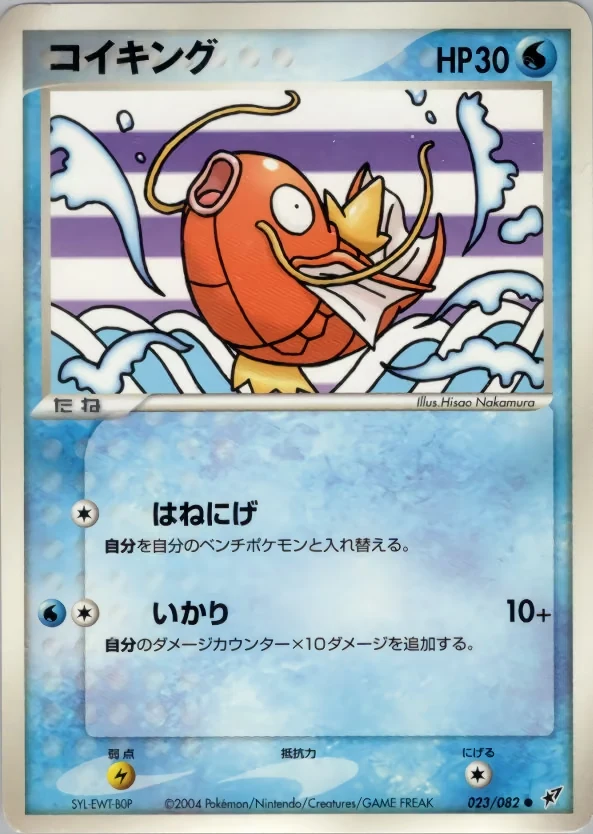 コイキング HP30
たね Illus.Hisao Nakamura
はねにげ
自分を自分のベンチポケモンと入れ替える。
いかり 10+
自分のダメージカウンター×10ダメージを追加する。
弱点 抵抗力 にげる
SYL-EWT-B0P ©2004 Pokémon/Nintendo/Creatures/GAME FREAK 023/082